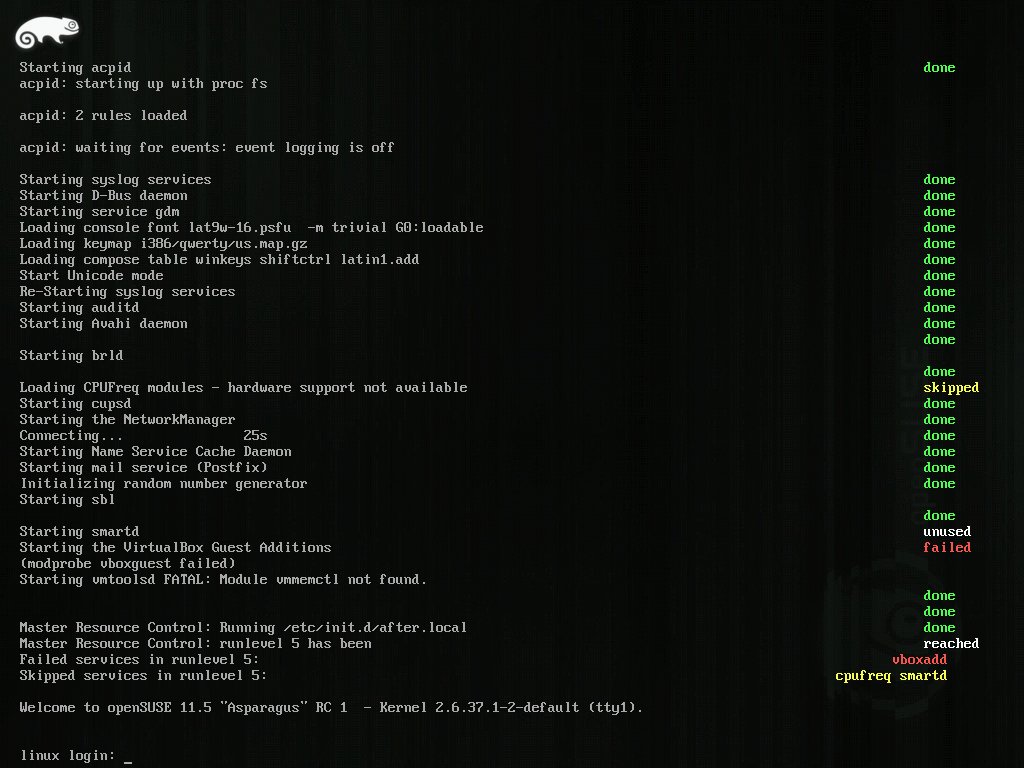 Starting acpid done
acpid: starting up with proc fs
acpid: 2 rules loaded
acpid: waiting for events: event logging is off
Starting syslog services done
Starting D-Bus daemon done
Starting service gdm done
Loading console font lat9w-16.psfu  -m trivial G0:loadable done
Loading keymap i386/qwerty/us.map.gz done
Loading compose table winkeys shiftctrl latin1.add done
Start Unicode mode done
Re-Starting syslog services done
Starting auditd done
Starting Avahi daemon done
done
Starting brld
done
Loading CPUFreq modules - hardware support not available skipped
Starting cupsd done
Starting the NetworkManager done
Connecting... 25s done
Starting Name Service Cache Daemon done
Starting mail service (Postfix) done
Initializing random number generator done
Starting sbl
done
Starting smartd unused
Starting the VirtualBox Guest Additions failed
(modprobe vboxguest failed)
Starting vmtoolsd FATAL: Module vmmemctl not found.
done
done
Master Resource Control: Running /etc/init.d/after.local done
Master Resource Control: runlevel 5 has been reached
Failed services in runlevel 5: vboxadd
Skipped services in runlevel 5: cpufreq smartd
Welcome to openSUSE 11.5 "Asparagus" RC 1  - Kernel 2.6.37.1-2-default (tty1).
linux login: _